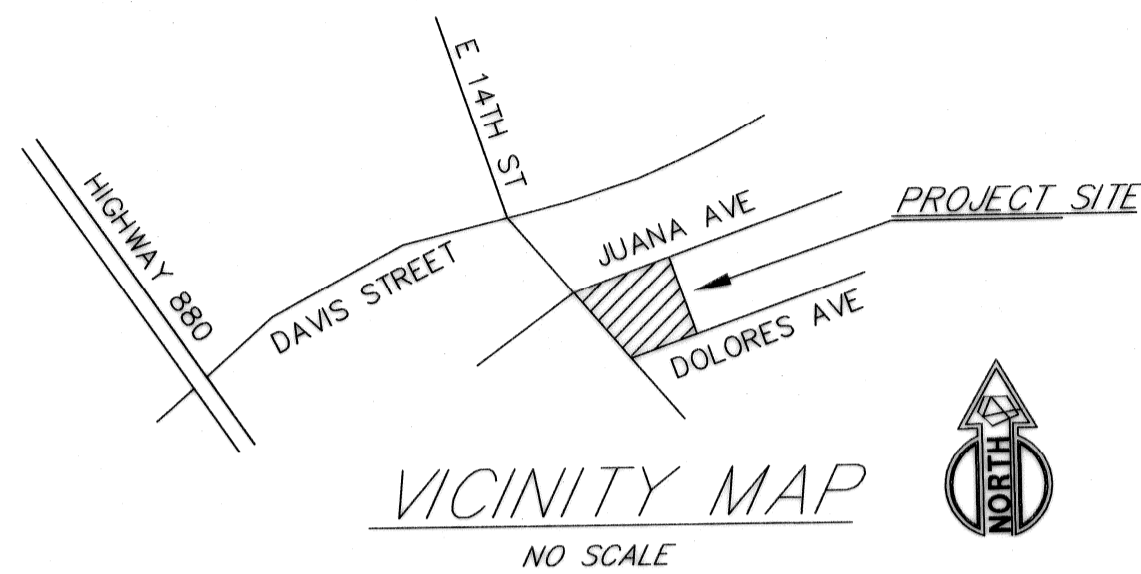 E 14TH ST
HIGHWAY 880
DAVIS STREET
JUANA AVE
PROJECT SITE
DOLORES AVE
NORTH
VICINITY MAP
NO SCALE